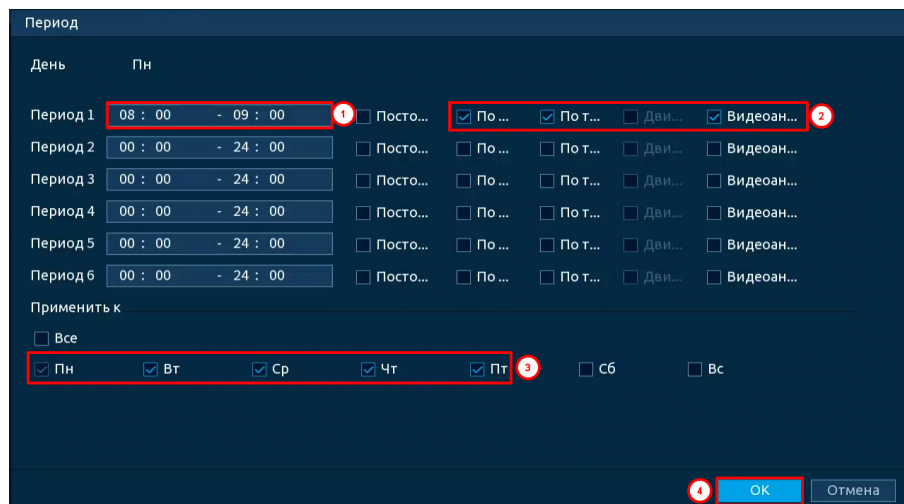 Период
День Пн
Период 1 08 : 00 - 09 : 00 1 Посто... По ... По т... Дви... Видеоан... 2
Период 2 00 : 00 - 24 : 00 Посто... По ... По т... Дви... Видеоан...
Период 3 00 : 00 - 24 : 00 Посто... По ... По т... Дви... Видеоан...
Период 4 00 : 00 - 24 : 00 Посто... По ... По т... Дви... Видеоан...
Период 5 00 : 00 - 24 : 00 Посто... По ... По т... Дви... Видеоан...
Период 6 00 : 00 - 24 : 00 Посто... По ... По т... Дви... Видеоан...
Применить к
Все
Пн Вт Ср Чт Пт 3 Сб Вс
4 OK Отмена